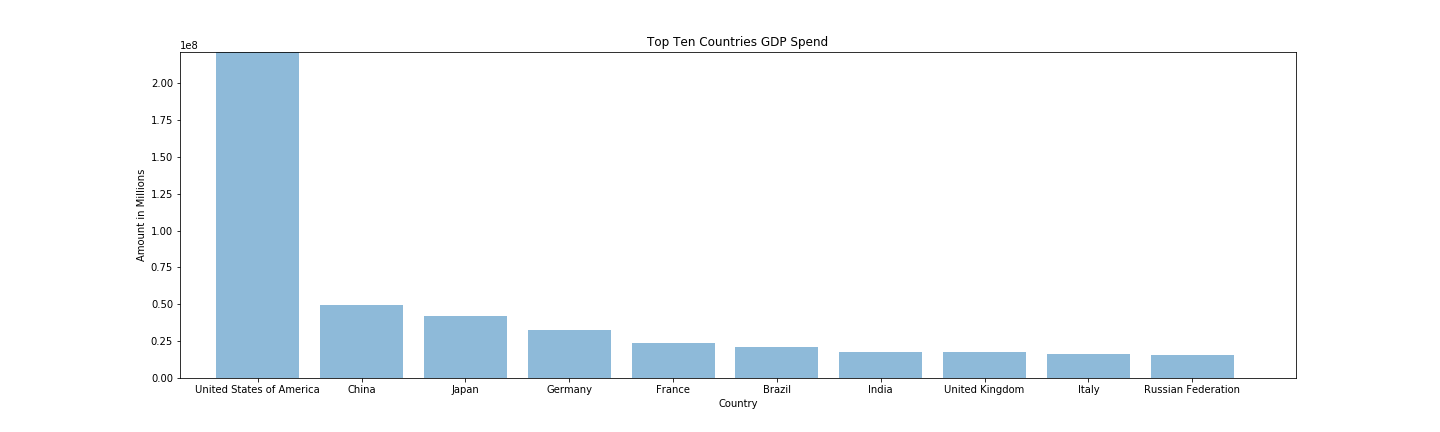 Top Ten Countries GDP Spend
1e8
2.00
1.75
1.50
1.25
1.00
0.75
0.50
0.25
0.00
Amount in Millions
United States of America China Japan Germany France Brazil India United Kingdom Italy Russian Federation
Country